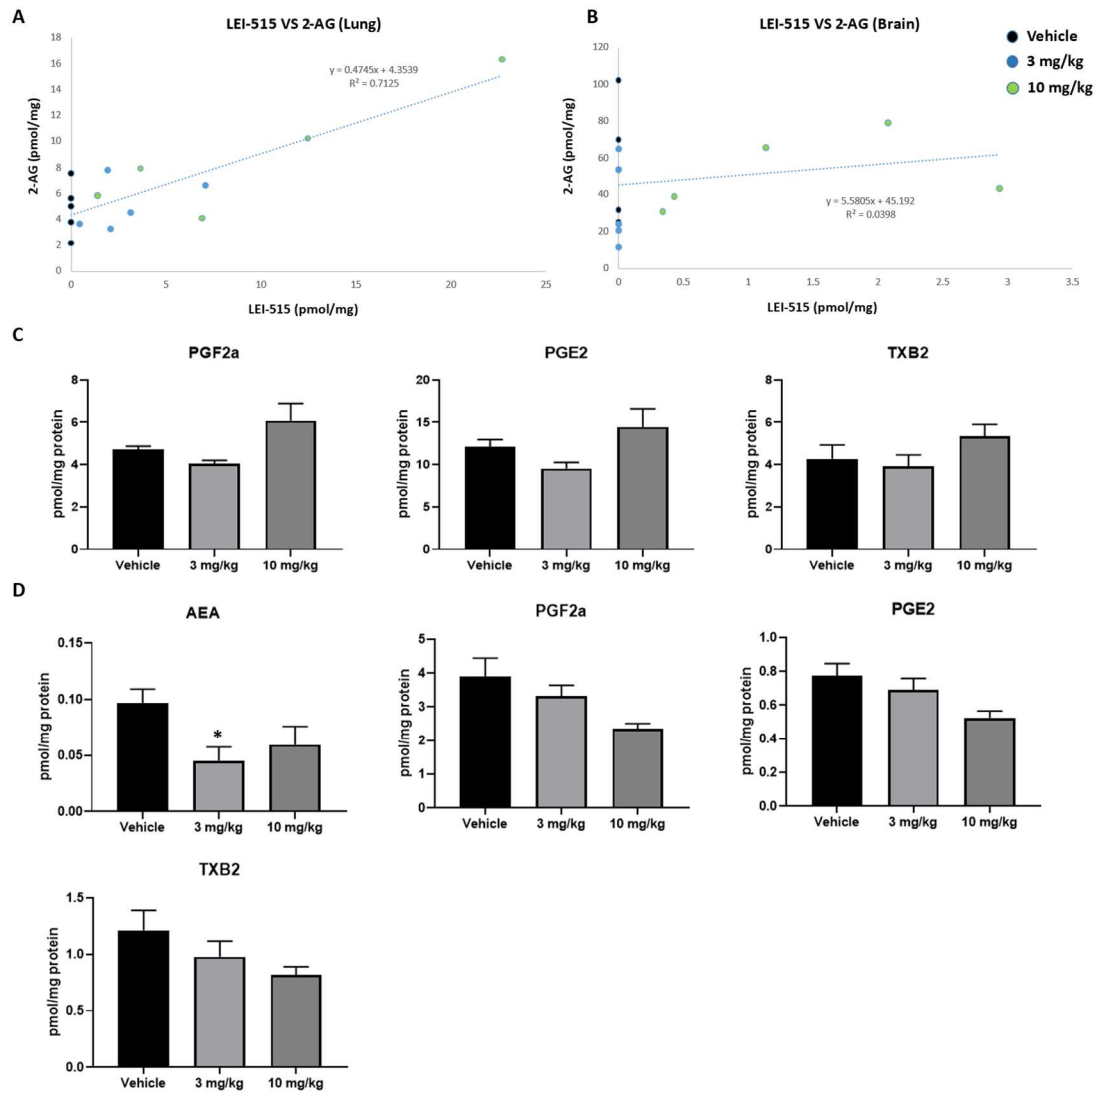 A
LEI-515 VS 2-AG (Lung)
18
16
14
12
10
8
6
4
2
0
2-AG (pmol/mg)
y = 0.4745x + 4.3539
R² = 0.7125
0 5 10 15 20 25
LEI-515 (pmol/mg)
B
LEI-515 VS 2-AG (Brain)
120
100
80
60
40
20
0
2-AG (pmol/mg)
y = 5.5805x + 45.192
R² = 0.0398
0 0.5 1 1.5 2 2.5 3 3.5
LEI-515 (pmol/mg)
Vehicle
3 mg/kg
10 mg/kg
C
PGF2a
8
6
4
2
0
pmol/mg protein
Vehicle 3 mg/kg 10 mg/kg
PGE2
20
15
10
5
0
pmol/mg protein
Vehicle 3 mg/kg 10 mg/kg
TXB2
8
6
4
2
0
pmol/mg protein
Vehicle 3 mg/kg 10 mg/kg
D
AEA
0.15
0.10
0.05
0.00
pmol/mg protein
*
Vehicle 3 mg/kg 10 mg/kg
PGF2a
5
4
3
2
1
0
pmol/mg protein
Vehicle 3 mg/kg 10 mg/kg
PGE2
1.0
0.8
0.6
0.4
0.2
0.0
pmol/mg protein
Vehicle 3 mg/kg 10 mg/kg
TXB2
1.5
1.0
0.5
0.0
pmol/mg protein
Vehicle 3 mg/kg 10 mg/kg